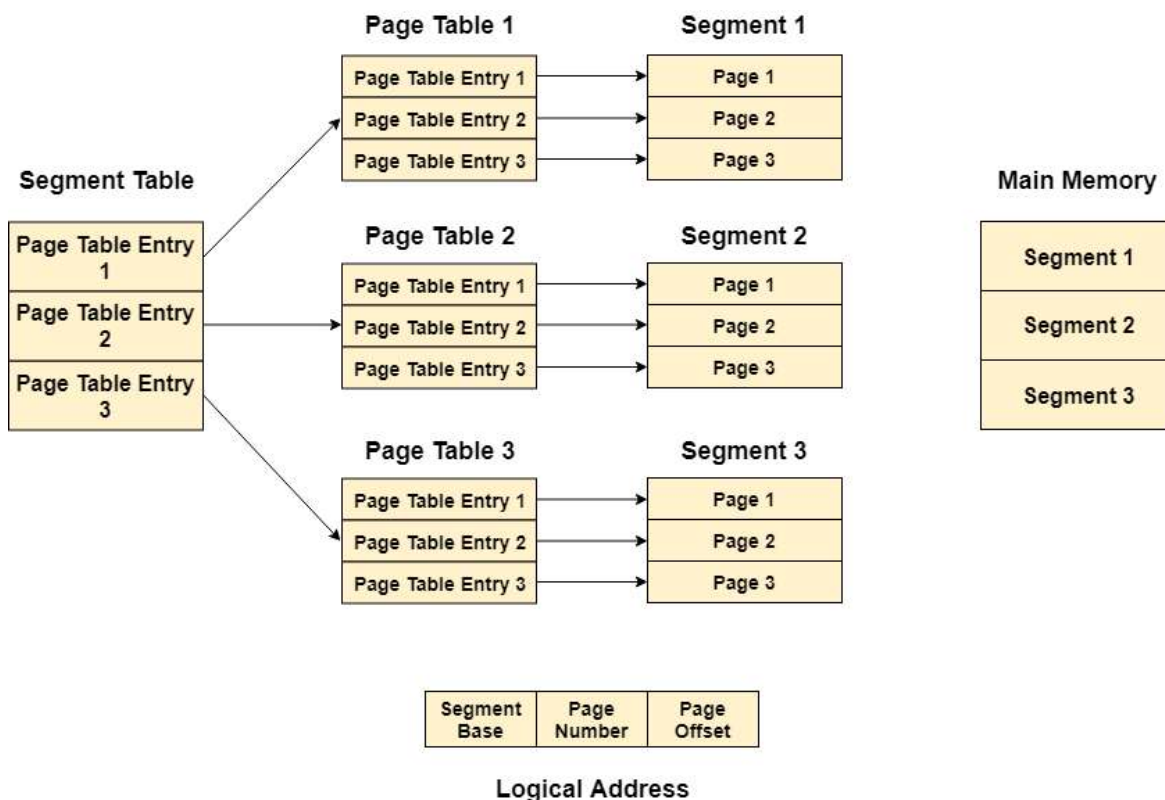 Page Table 1
Segment 1
Page Table Entry 1
Page 1
Page Table Entry 2
Page 2
Page Table Entry 3
Page 3
Segment Table
Page Table Entry
1
Page Table Entry
2
Page Table Entry
3
Page Table 2
Segment 2
Page Table Entry 1
Page 1
Page Table Entry 2
Page 2
Page Table Entry 3
Page 3
Main Memory
Segment 1
Segment 2
Segment 3
Page Table 3
Segment 3
Page Table Entry 1
Page 1
Page Table Entry 2
Page 2
Page Table Entry 3
Page 3
Segment
Base
Page
Number
Page
Offset
Logical Address